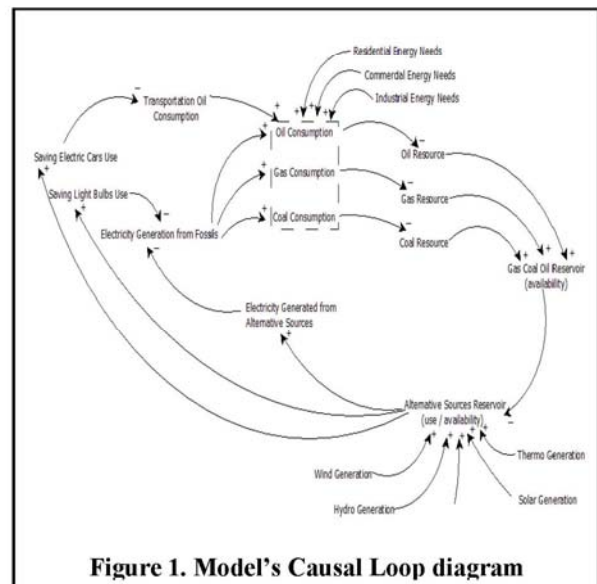 Residential Energy Needs
Commercial Energy Needs
Industrial Energy Needs
−
+
Transportation Oil
Consumption
+ + + +
Oil Consumption
−
Oil Resource
Saving Electric Cars Use
+
+
Gas Consumption
−
Gas Resource
Saving Light Bulbs Use
+
−
Electricity Generation from Fossils
−
+
Coal Consumption
−
Coal Resource
+ + +
Gas Coal Oil Reservoir
(availability)
Electricity Generated from
Alternative Sources
+
Alternative Sources Reservoir
(use / availability)
−
+ + + + +
Thermo Generation
Wind Generation
Solar Generation
Hydro Generation
Figure 1. Model's Causal Loop diagram